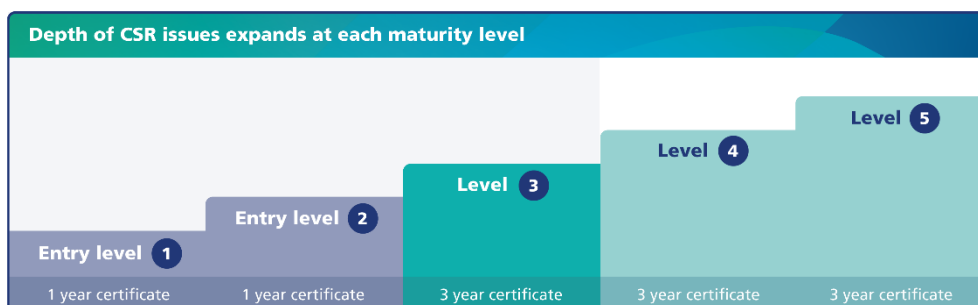 Depth of CSR issues expands at each maturity level
Level 5
Level 4
Level 3
Entry level 2
Entry level 1
1 year certificate
1 year certificate
3 year certificate
3 year certificate
3 year certificate